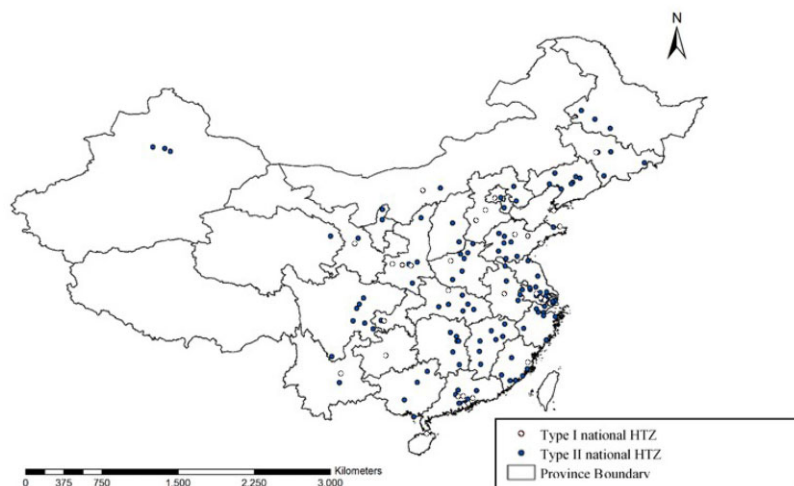 N
Type I national HTZ
Type II national HTZ
Province Boundary
Kilometers
0 375 750 1,500 2,250 3,000